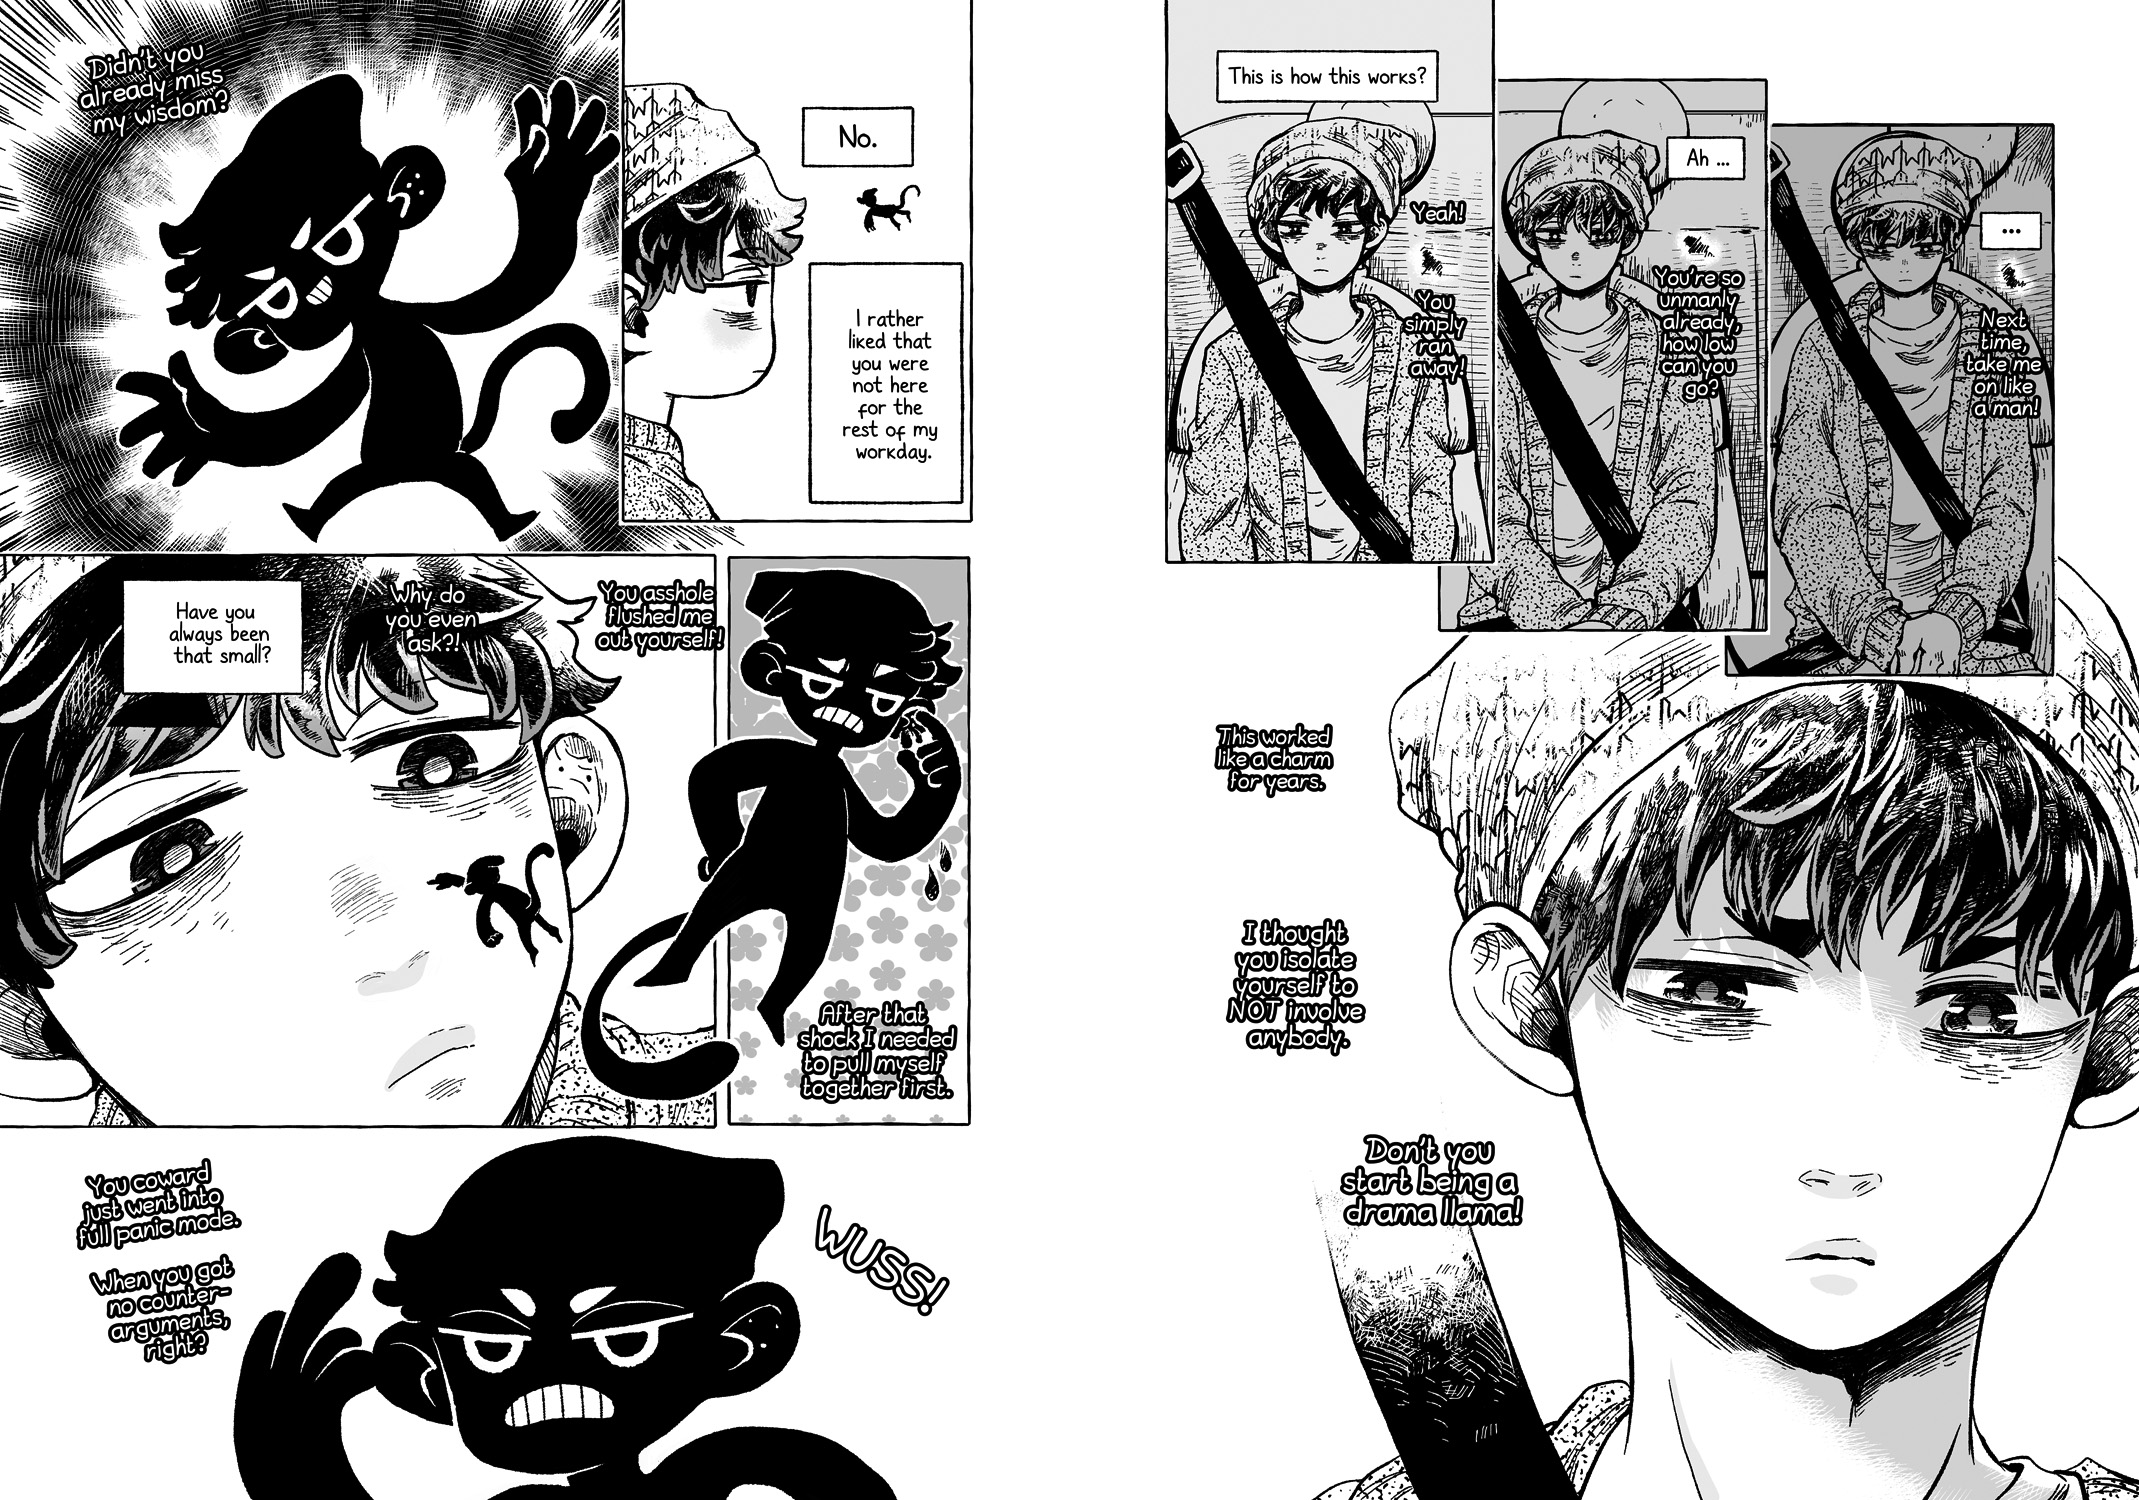 Didn't you
already miss
my wisdom?
No.
I rather
liked that
you were
not here
for the
rest of my
workday.
Have you
always been
that small?
Why do
you even
ask?!
You asshole
flushed me
out yourself!
After that
shock I needed
to pull myself
together first.
You coward
just went into
full panic mode.
When you got
no counter-
arguments,
right?
WUSS!
This is how this works?
Yeah!
You
simply
ran
away!
Ah ...
You're so
unmanly
already,
how low
can you
go?
...
Next
time,
take me
on like
a man!
This worked
like a charm
for years.
I thought
you isolate
yourself to
NOT involve
anybody.
Don't you
start being a
drama llama!